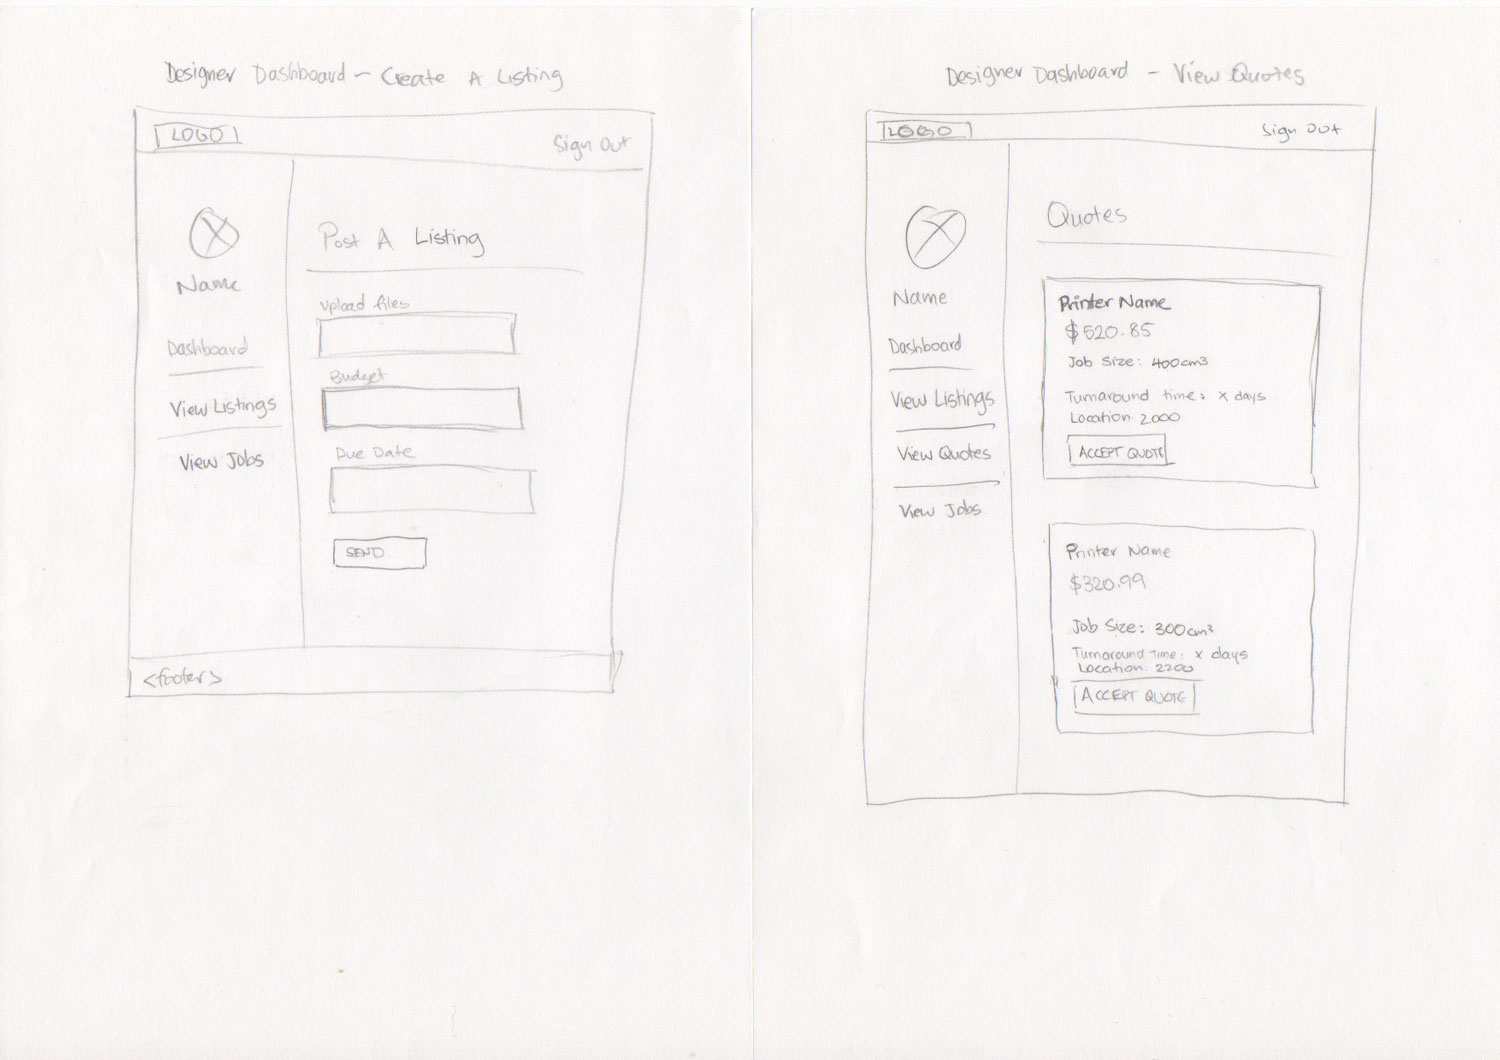 Designer Dashboard - Create A Listing
LOGO
Sign Out
Name
Dashboard
View Listings
View Jobs
Post A Listing
Upload files
Budget
Due Date
SEND
<footer>
Designer Dashboard - View Quotes
LOGO
Sign Out
Name
Dashboard
View Listings
View Quotes
View Jobs
Quotes
Printer Name
$520.85
Job Size: 400cm³
Turnaround time: x days
Location 2000
ACCEPT QUOTE
Printer Name
$320.99
Job Size: 300cm³
Turnaround Time: x days
Location: 2200
ACCEPT QUOTE